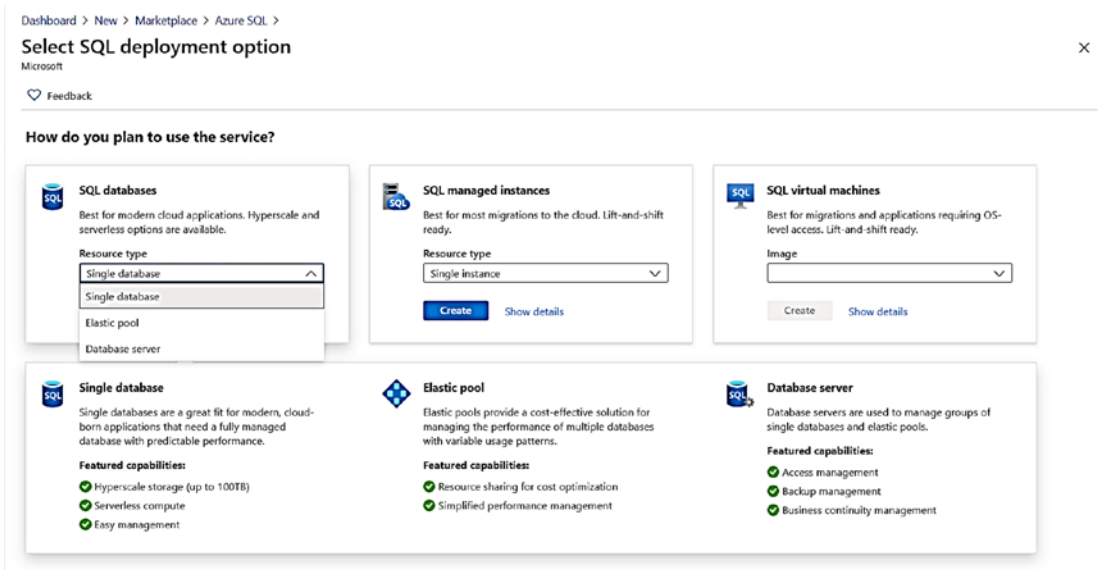 Dashboard > New > Marketplace > Azure SQL >
Select SQL deployment option
Microsoft
Feedback
How do you plan to use the service?
SQL
SQL databases
Best for modern cloud applications. Hyperscale and
serverless options are available.
Resource type
Single database
Single database
Elastic pool
Database server
SQL
SQL managed instances
Best for most migrations to the cloud. Lift-and-shift
ready.
Resource type
Single instance
Create
Show details
SQL
SQL virtual machines
Best for migrations and applications requiring OS-
level access. Lift-and-shift ready.
Image
Create
Show details
SQL
Single database
Single databases are a great fit for modern, cloud-
born applications that need a fully managed
database with predictable performance.
Featured capabilities:
Hyperscale storage (up to 100TB)
Serverless compute
Easy management
Elastic pool
Elastic pools provide a cost-effective solution for
managing the performance of multiple databases
with variable usage patterns.
Featured capabilities:
Resource sharing for cost optimization
Simplified performance management
SQL
Database server
Database servers are used to manage groups of
single databases and elastic pools.
Featured capabilities:
Access management
Backup management
Business continuity management